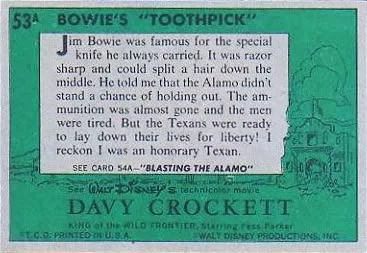 53A BOWIE'S "TOOTHPICK"
Jim Bowie was famous for the special
knife he always carried. It was razor
sharp and could split a hair down the
middle. He told me that the Alamo didn't
stand a chance of holding out. The am-
munition was almost gone and the men
were tired. But the Texans were ready
to lay down their lives for liberty! I
reckon I was an honorary Texan.
SEE CARD 54A—"BLASTING THE ALAMO"
See WALT DISNEY'S technicolor movie
DAVY CROCKETT
KING of the WILD FRONTIER, Starring Fess Parker
©T.C.G. PRINTED IN U.S.A. ©WALT DISNEY PRODUCTIONS, INC.